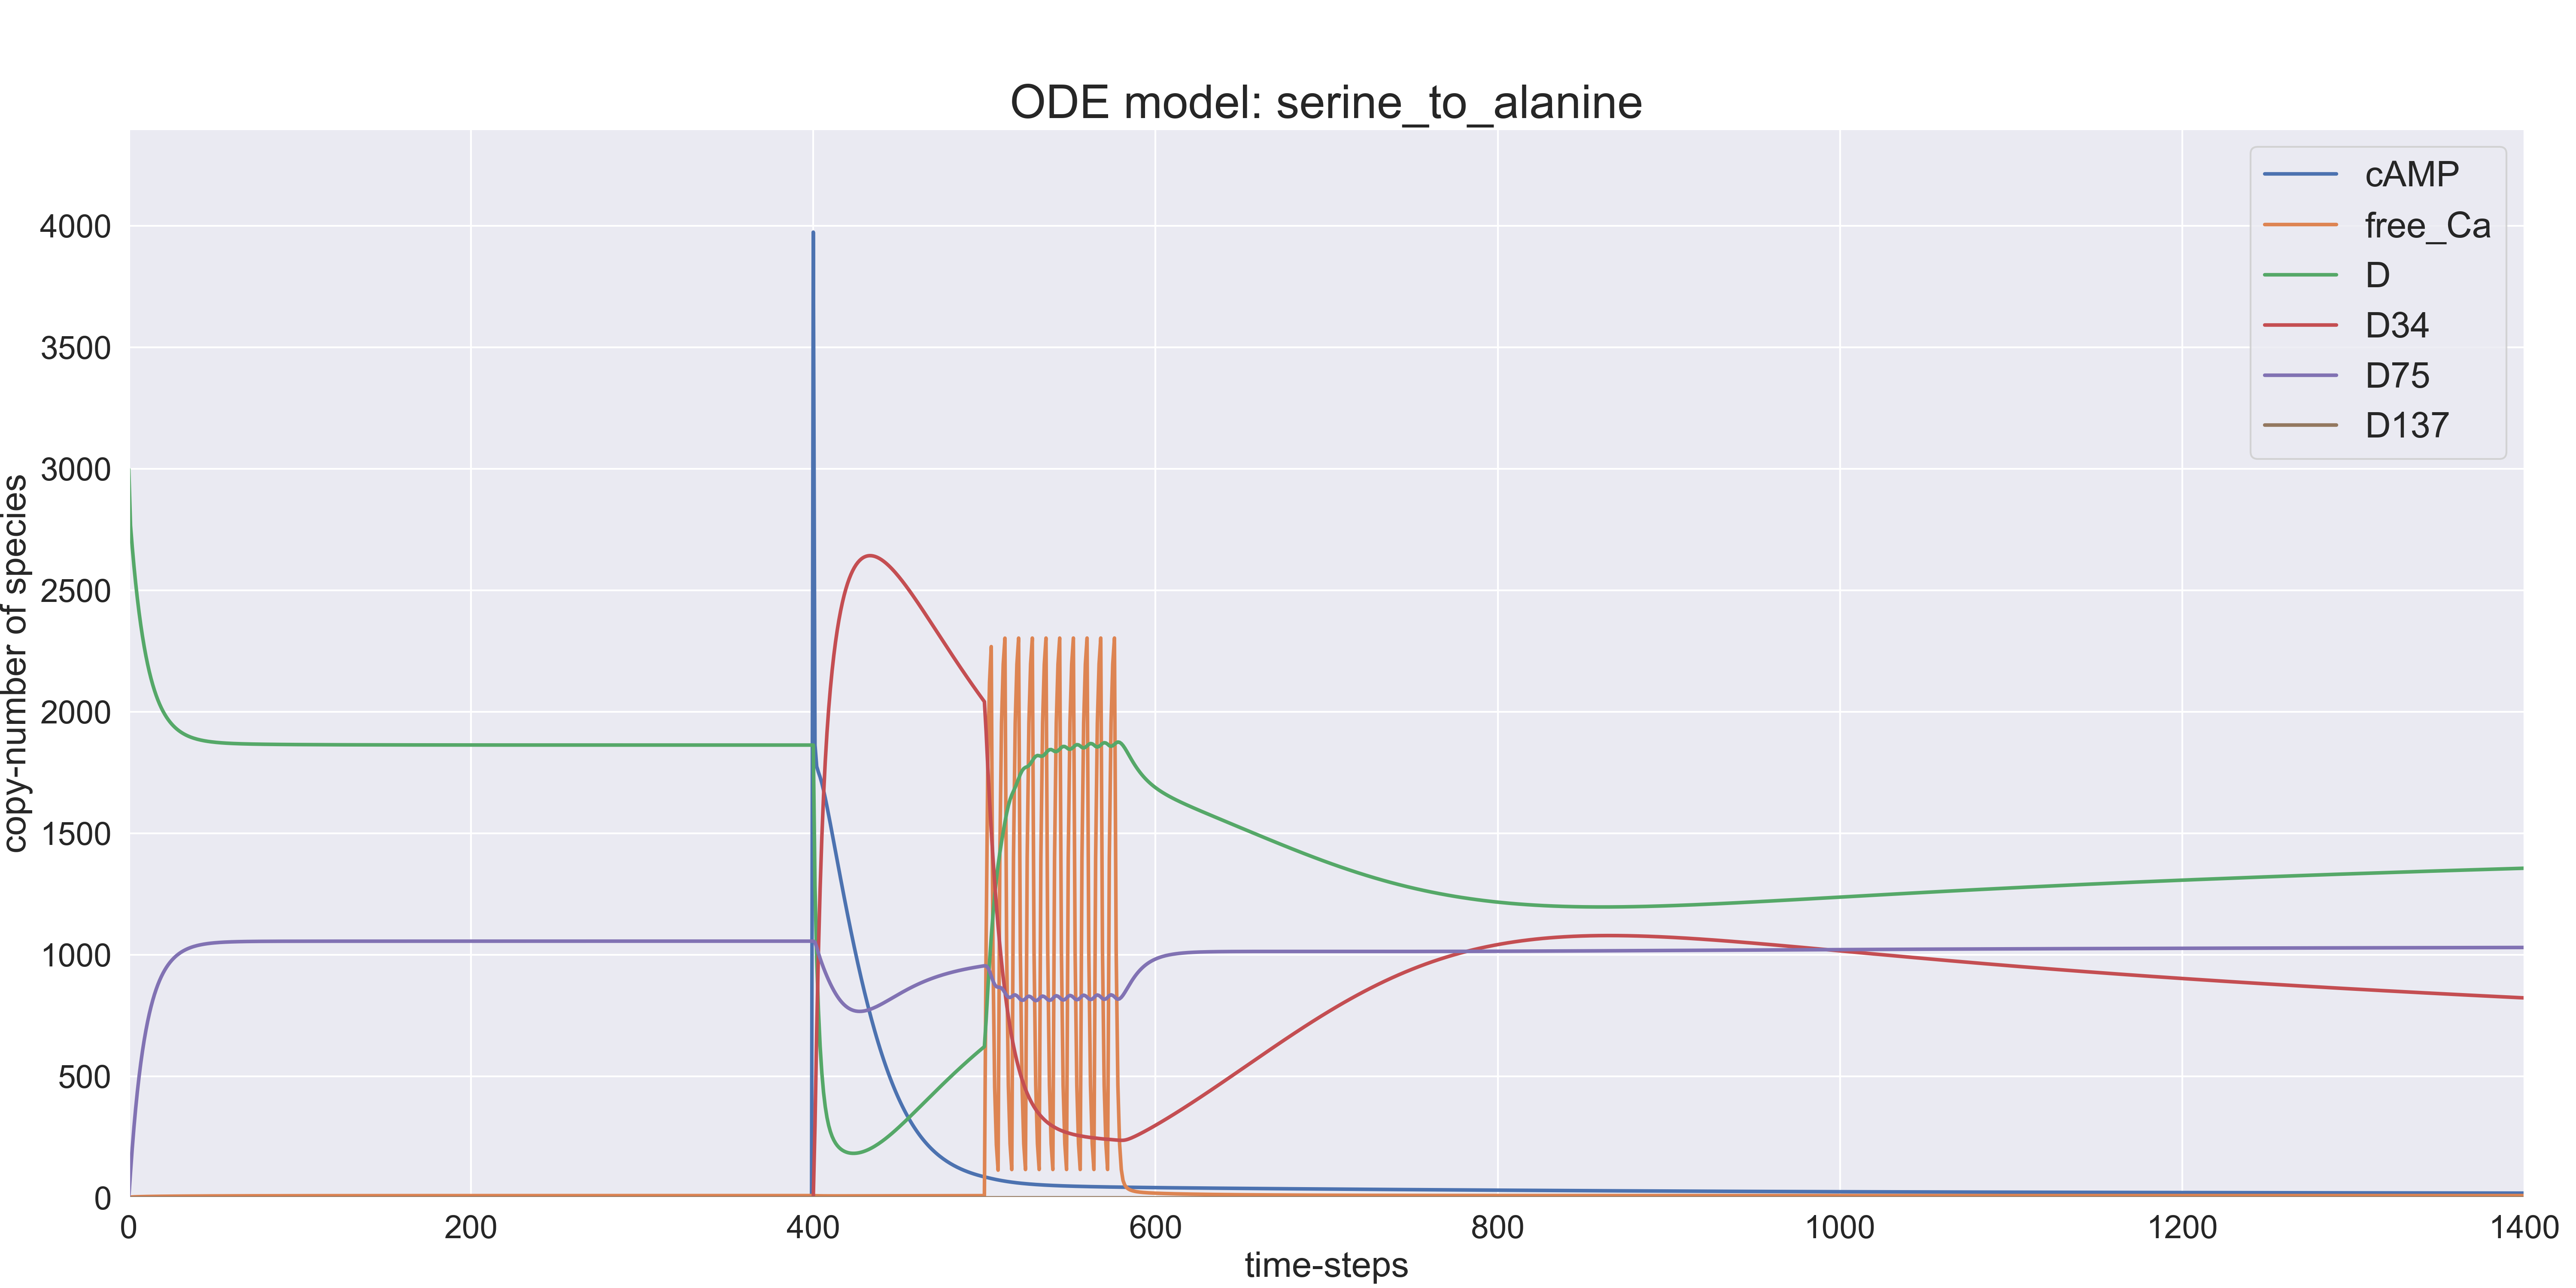 ODE model: serine_to_alanine
cAMP
free_Ca
D
D34
D75
D137
copy-number of species
4000
3500
3000
2500
2000
1500
1000
500
0
0 200 400 600 800 1000 1200 1400
time-steps